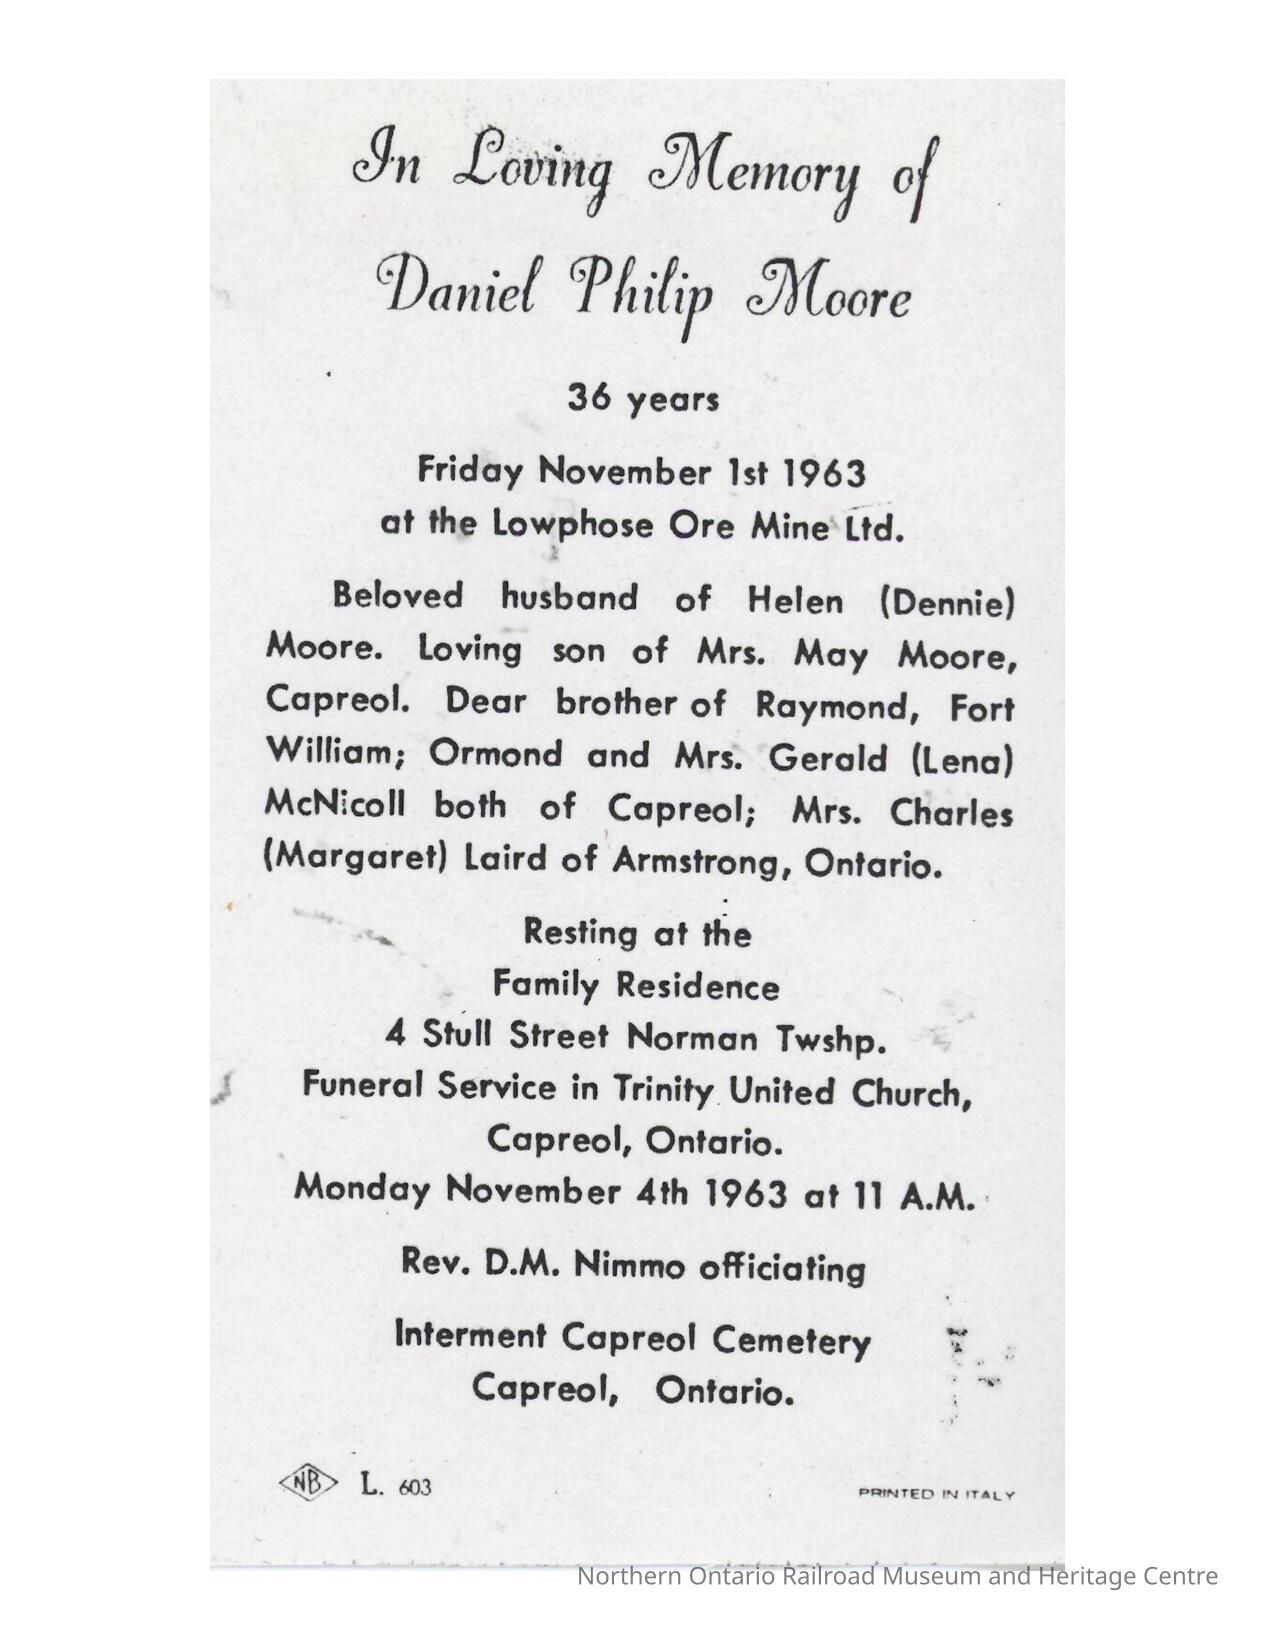 In Loving Memory of
Daniel Philip Moore
36 years
Friday November 1st 1963
at the Lowphose Ore Mine Ltd.
Beloved husband of Helen (Dennie)
Moore. Loving son of Mrs. May Moore,
Capreol. Dear brother of Raymond, Fort
William; Ormond and Mrs. Gerald (Lena)
McNicoll both of Capreol; Mrs. Charles
(Margaret) Laird of Armstrong, Ontario.
Resting at the
Family Residence
4 Stull Street Norman Twshp.
Funeral Service in Trinity United Church,
Capreol, Ontario.
Monday November 4th 1963 at 11 A.M.
Rev. D.M. Nimmo officiating
Interment Capreol Cemetery
Capreol, Ontario.
NB L. 603
PRINTED IN ITALY
Northern Ontario Railroad Museum and Heritage Centre